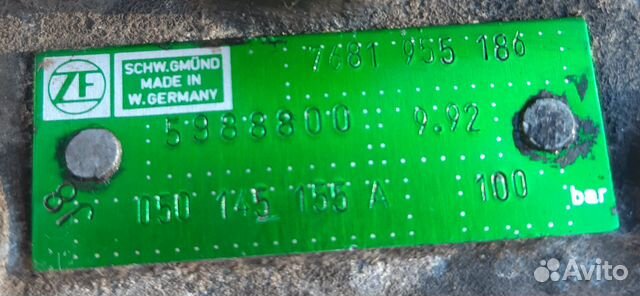 ZF
SCHW.GMÜND
MADE IN
W.GERMANY
7681 955 186
5988800 9.92
050 145 155 A 100 bar
Avito